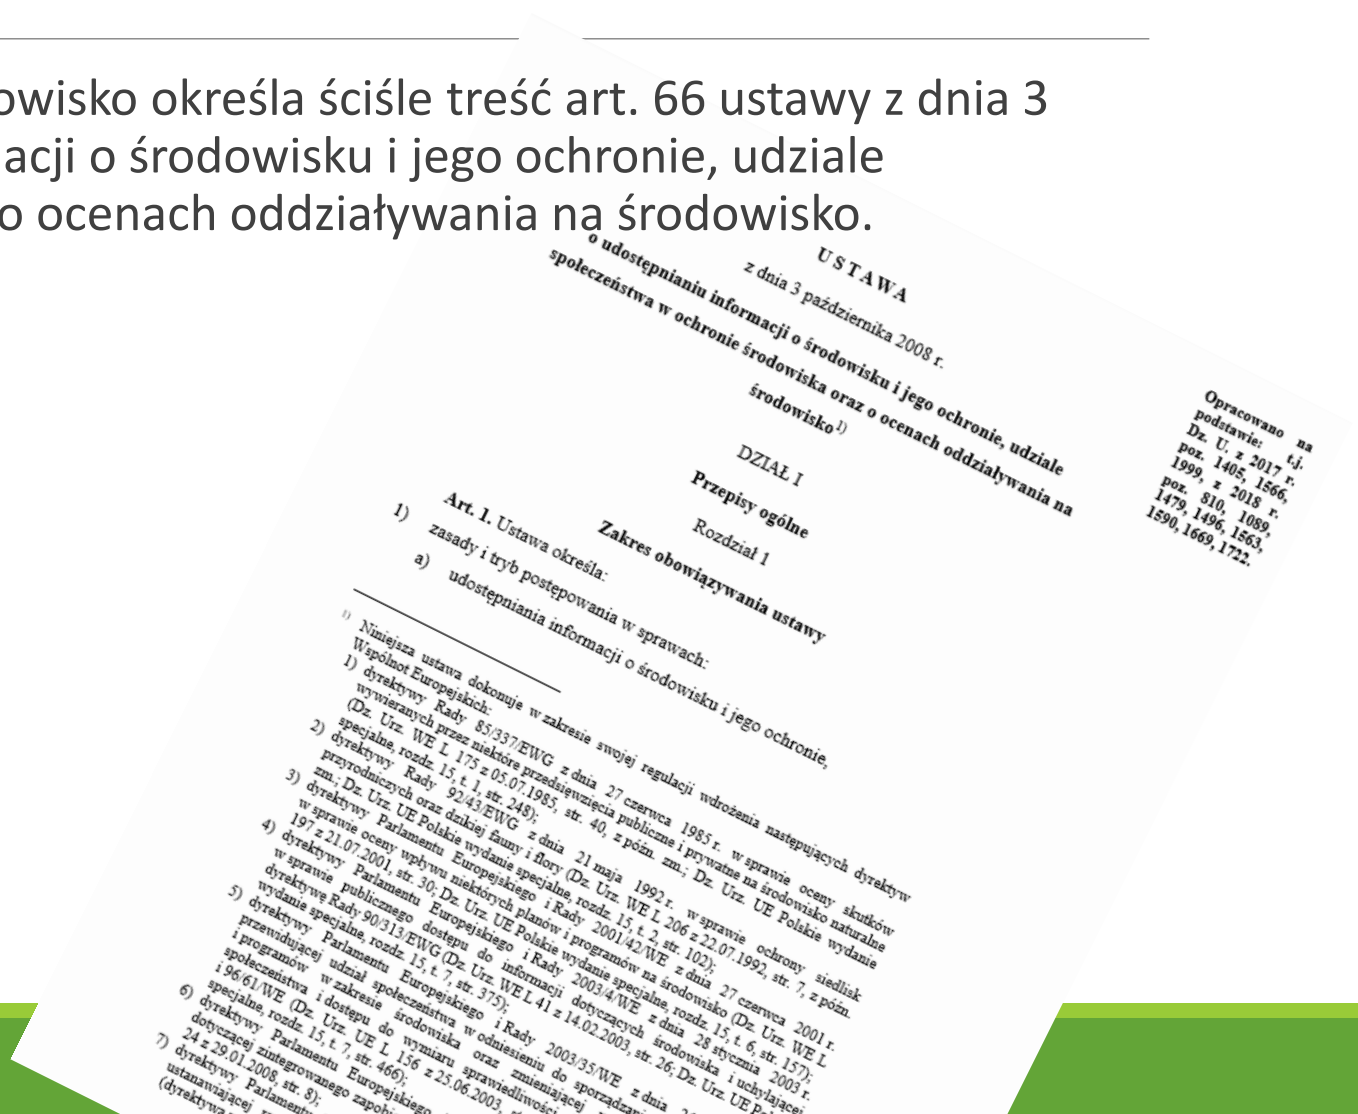 owisko określa ściśle treść art. 66 ustawy z dnia 3
acji o środowisku i jego ochronie, udziale
o ocenach oddziaływania na środowisko.
U S T A W A
z dnia 3 października 2008 r.
o udostępnianiu informacji o środowisku i jego ochronie, udziale
społeczeństwa w ochronie środowiska oraz o ocenach oddziaływania na
środowisko1)
Opracowano na
podstawie: t.j.
Dz. U. z 2017 r.
poz. 1405, 1566,
1999, z 2018 r.
poz. 810, 1089,
1479, 1496, 1563,
1590, 1669, 1722.
DZIAŁ I
Przepisy ogólne
Rozdział 1
Zakres obowiązywania ustawy
Art. 1. Ustawa określa:
1) zasady i tryb postępowania w sprawach:
a) udostępniania informacji o środowisku i jego ochronie,
1) Niniejsza ustawa dokonuje w zakresie swojej regulacji wdrożenia następujących dyrektyw
Wspólnot Europejskich:
1) dyrektywy Rady 85/337/EWG z dnia 27 czerwca 1985 r. w sprawie oceny skutków
wywieranych przez niektóre przedsięwzięcia publiczne i prywatne na środowisko naturalne
(Dz. Urz. WE L 175 z 05.07.1985, str. 40, z późn. zm.; Dz. Urz. UE Polskie wydanie
specjalne, rozdz. 15, t. 1, str. 248);
2) dyrektywy Rady 92/43/EWG z dnia 21 maja 1992 r. w sprawie ochrony siedlisk
przyrodniczych oraz dzikiej fauny i flory (Dz. Urz. WE L 206 z 22.07.1992, str. 7, z późn.
zm.; Dz. Urz. UE Polskie wydanie specjalne, rozdz. 15, t. 2, str. 102);
3) dyrektywy Parlamentu Europejskiego i Rady 2001/42/WE z dnia 27 czerwca 2001 r.
w sprawie oceny wpływu niektórych planów i programów na środowisko (Dz. Urz. WE L
197 z 21.07.2001, str. 30; Dz. Urz. UE Polskie wydanie specjalne, rozdz. 15, t. 6, str. 157);
4) dyrektywy Parlamentu Europejskiego i Rady 2003/4/WE z dnia 28 stycznia 2003 r.
w sprawie publicznego dostępu do informacji dotyczących środowiska i uchylającej
dyrektywę Rady 90/313/EWG (Dz. Urz. WE L 41 z 14.02.2003, str. 26; Dz. Urz. UE Pol
wydanie specjalne, rozdz. 15, t. 7, str. 375);
5) dyrektywy Parlamentu Europejskiego i Rady 2003/35/WE z dnia
przewidującej udział społeczeństwa w odniesieniu do sporządzan
i programów w zakresie środowiska oraz zmieniającej
społeczeństwa i dostępu do wymiaru sprawiedliwości
i 96/61/WE (Dz. Urz. UE L 156 z 25.06.2003,
specjalne, rozdz. 15, t. 7, str. 466);
6) dyrektywy Parlamentu Europejskiego
dotyczącej zintegrowanego zapobi
24 z 29.01.2008, str. 8);
7) dyrektywy Parlamentu
ustanawiającej
(dyrektywa